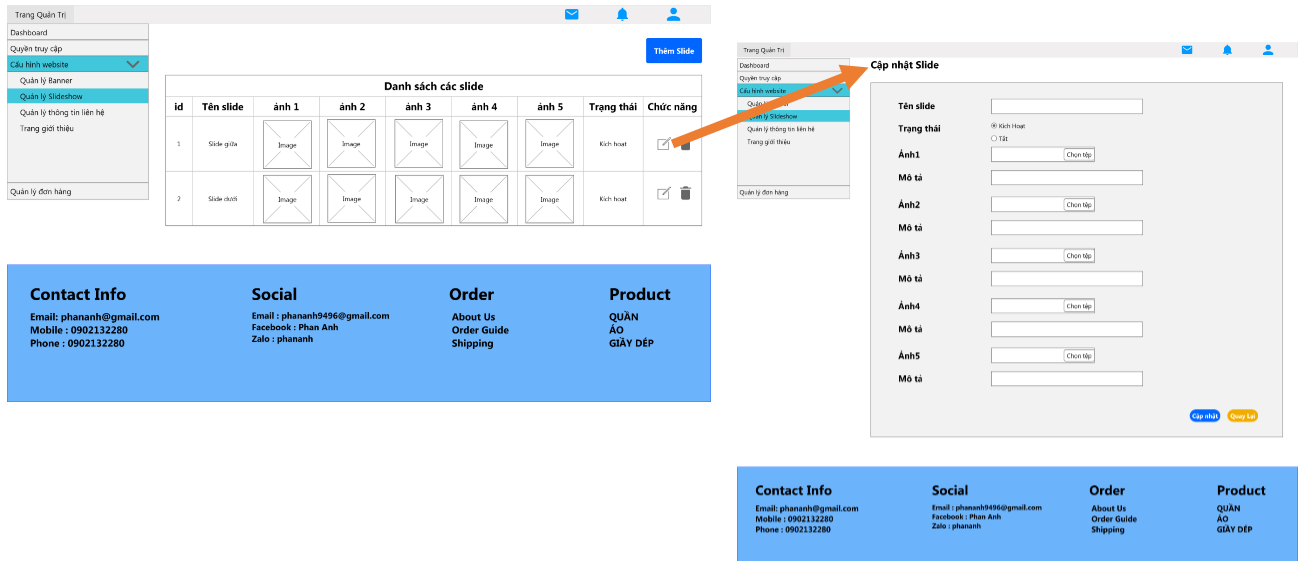 Trang Quản Trị
Dashboard
Quyền truy cập
Cấu hình website
Quản lý Banner
Quản lý Slideshow
Quản lý thông tin liên hệ
Trang giới thiệu
Quản lý đơn hàng
Thêm Slide
Danh sách các slide
id Tên slide ảnh 1 ảnh 2 ảnh 3 ảnh 4 ảnh 5 Trạng thái Chức năng
1 Slide giữa Image Image Image Image Image Kích hoạt
2 Slide dưới Image Image Image Image Image Kích hoạt
Contact Info
Email: phananh@gmail.com
Mobile : 0902132280
Phone : 0902132280
Social
Email : phananh9496@gmail.com
Facebook : Phan Anh
Zalo : phananh
Order
About Us
Order Guide
Shipping
Product
QUẦN
ÁO
GIẦY DÉP
Trang Quản Trị
Dashboard
Quyền truy cập
Cấu hình website
Quản lý
Quản lý Slideshow
Quản lý thông tin liên hệ
Trang giới thiệu
Quản lý đơn hàng
Cập nhật Slide
Tên slide
Trạng thái
Kích Hoạt
Tắt
Ảnh1 Chọn tệp
Mô tả
Ảnh2 Chọn tệp
Mô tả
Ảnh3 Chọn tệp
Mô tả
Ảnh4 Chọn tệp
Mô tả
Ảnh5 Chọn tệp
Mô tả
Cập nhật Quay Lại
Contact Info
Email: phananh@gmail.com
Mobile : 0902132280
Phone : 0902132280
Social
Email : phananh9496@gmail.com
Facebook : Phan Anh
Zalo : phananh
Order
About Us
Order Guide
Shipping
Product
QUẦN
ÁO
GIẦY DÉP